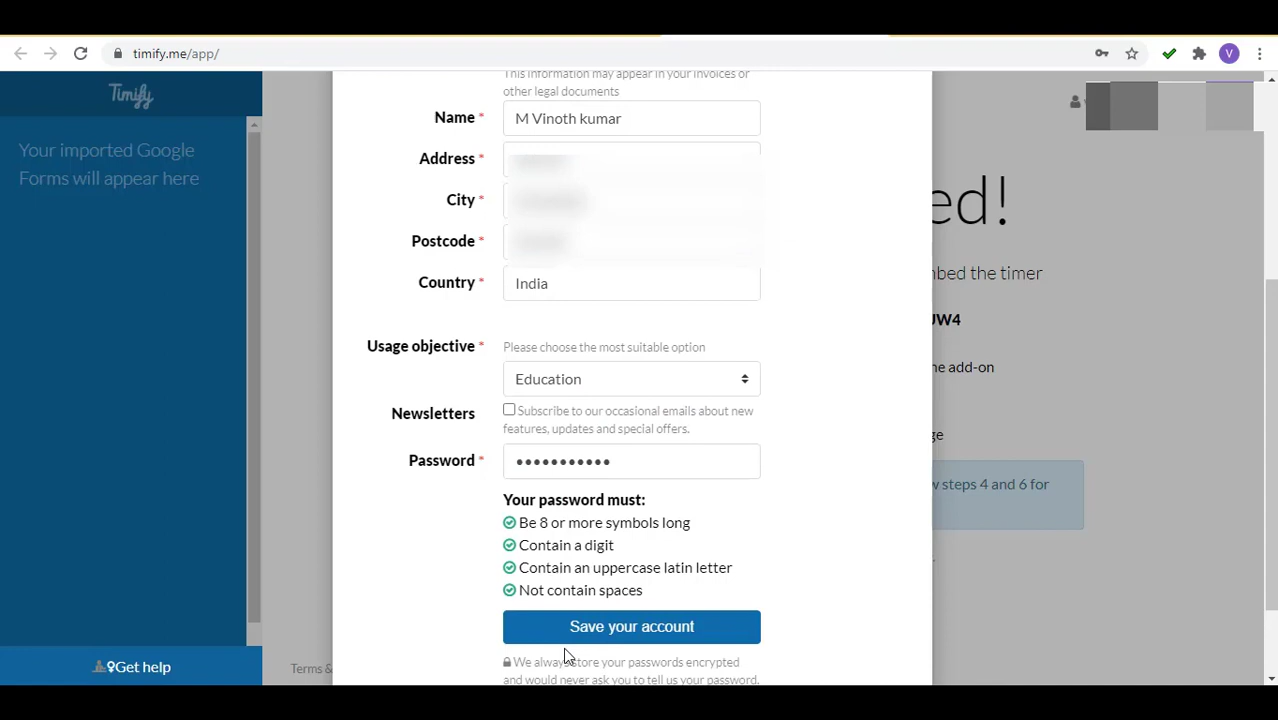 timify.me/app/
V
Timify
Your imported Google
Forms will appear here
This information may appear in your invoices or
other legal documents
Name *
M Vinoth kumar
Address *
City *
Postcode *
Country *
India
Usage objective *
Please choose the most suitable option
Education
Newsletters
Subscribe to our occasional emails about new
features, updates and special offers.
Password *
•••••••••••
Your password must:
Be 8 or more symbols long
Contain a digit
Contain an uppercase latin letter
Not contain spaces
Save your account
We always store your passwords encrypted
and would never ask you to tell us your password.
ed!
nbed the timer
JW4
ne add-on
ge
w steps 4 and 6 for
Get help
Terms &